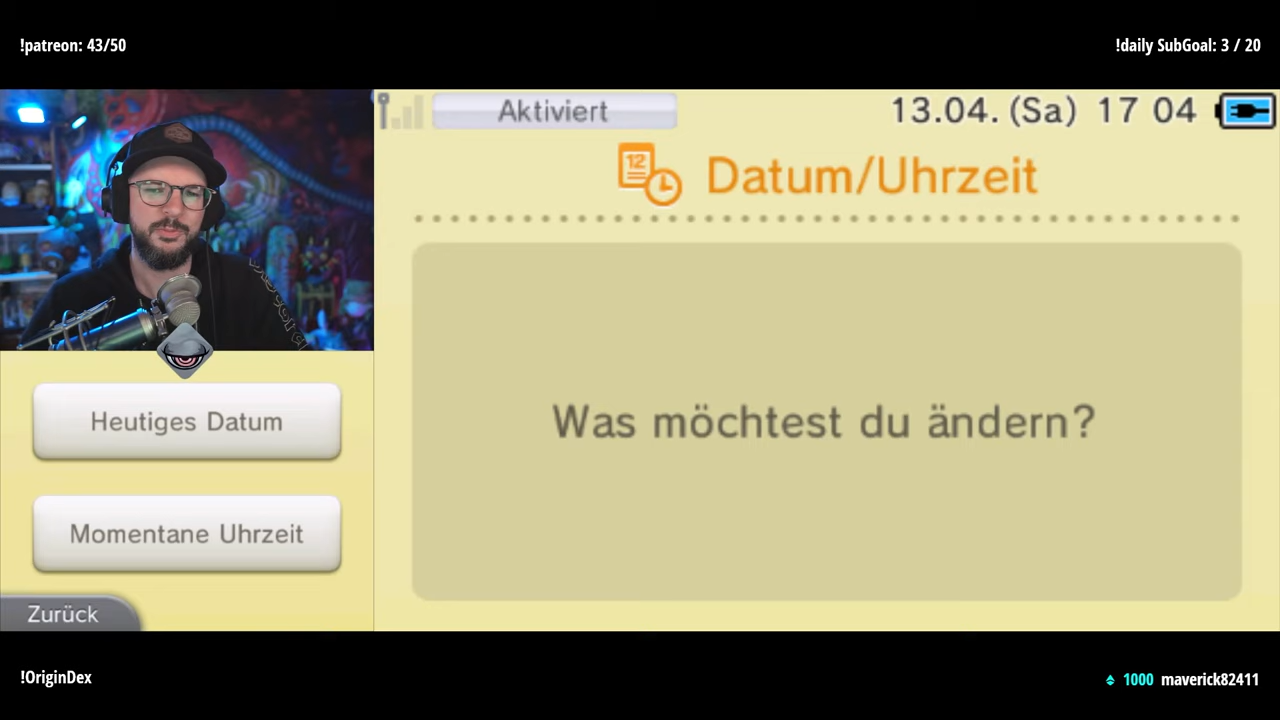 !patreon: 43/50
!daily SubGoal: 3 / 20
Aktiviert
13.04. (Sa) 17 04
12
Datum/Uhrzeit
Was möchtest du ändern?
Heutiges Datum
Momentane Uhrzeit
Zurück
!OriginDex
1000 maverick82411